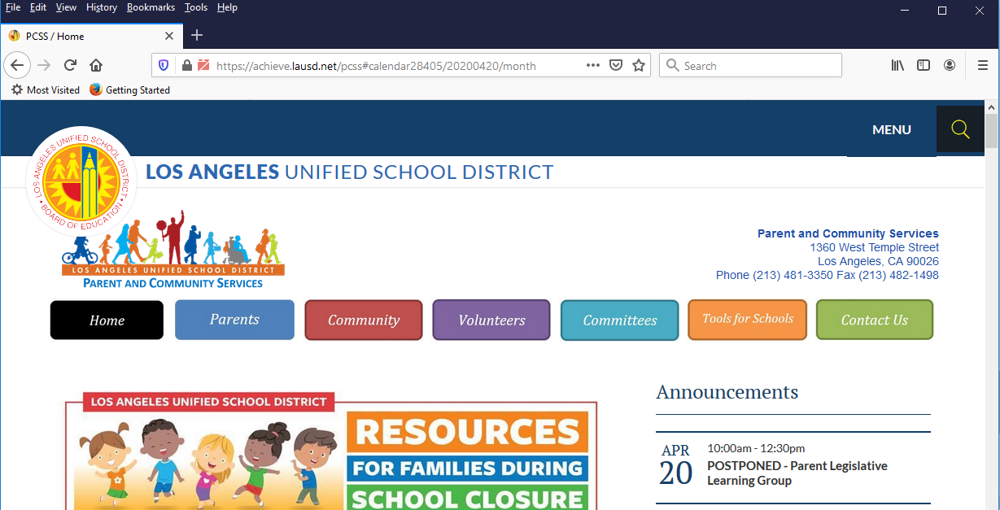 File Edit View History Bookmarks Tools Help
PCSS / Home
https://achieve.lausd.net/pcss#calendar28405/20200420/month
Search
Most Visited Getting Started
MENU
LOS ANGELES UNIFIED SCHOOL DISTRICT
• BOARD OF EDUCATION •
LOS ANGELES UNIFIED SCHOOL DISTRICT
LOS ANGELES UNIFIED SCHOOL DISTRICT
PARENT AND COMMUNITY SERVICES
Parent and Community Services
1360 West Temple Street
Los Angeles, CA 90026
Phone (213) 481-3350 Fax (213) 482-1498
Home Parents Community Volunteers Committees Tools for Schools Contact Us
LOS ANGELES UNIFIED SCHOOL DISTRICT
RESOURCES
FOR FAMILIES DURING
SCHOOL CLOSURE
Announcements
APR
20
10:00am - 12:30pm
POSTPONED - Parent Legislative
Learning Group